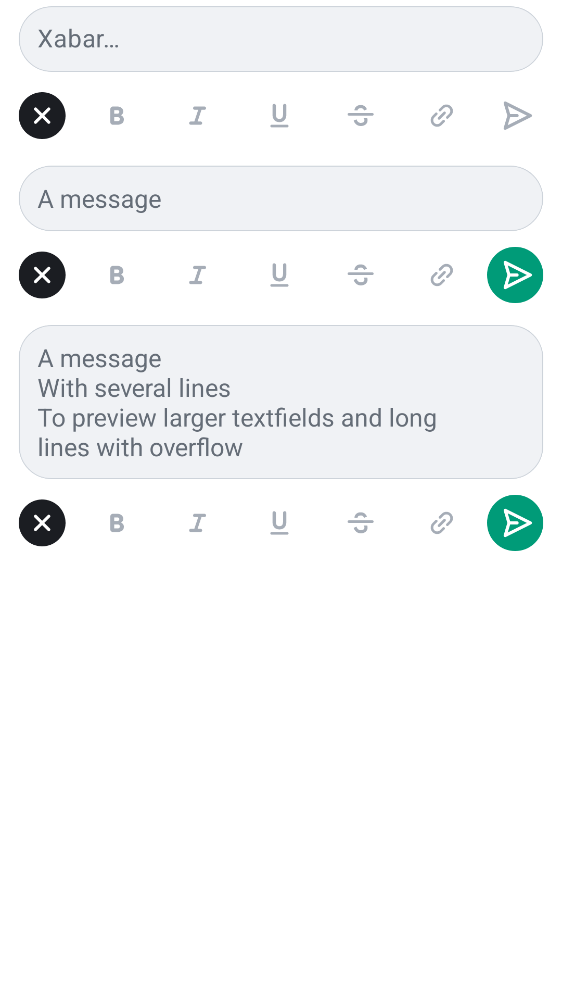 Xabar…
A message
A message
With several lines
To preview larger textfields and long
lines with overflow